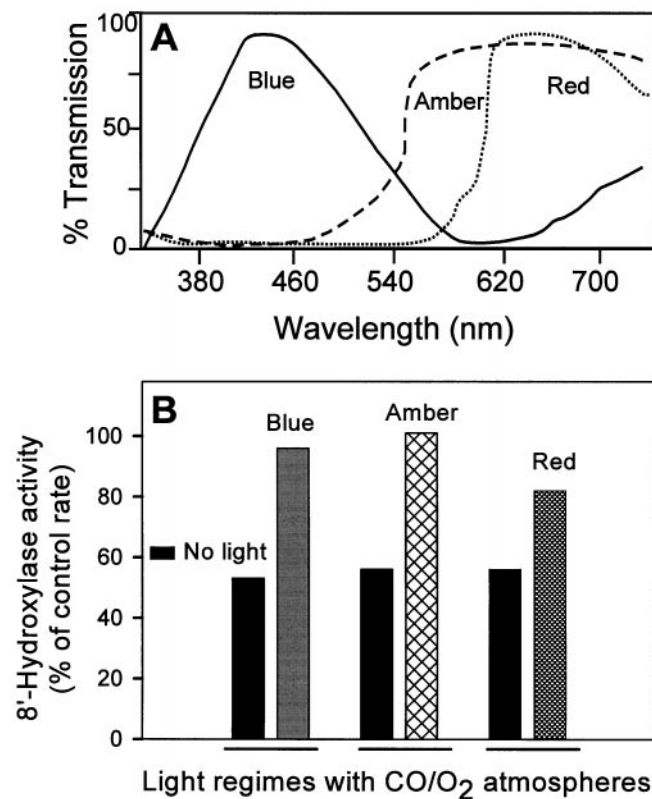 100
A
Blue
Amber
Red
50
0
% Transmission
380 460 540 620 700
Wavelength (nm)
B
Blue
Amber
Red
100
80
60
40
20
0
No light
8'-Hydroxylase activity
(% of control rate)
Light regimes with CO/O₂ atmospheres